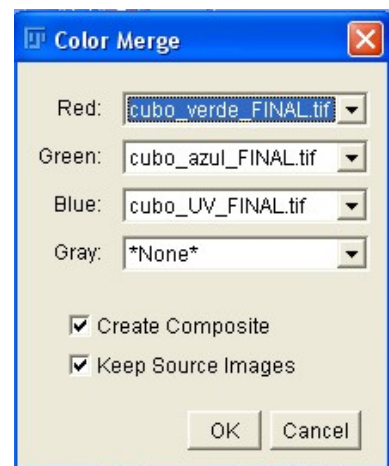 Color Merge
Red: cubo_verde_FINAL.tif
Green: cubo_azul_FINAL.tif
Blue: cubo_UV_FINAL.tif
Gray: *None*
Create Composite
Keep Source Images
OK Cancel